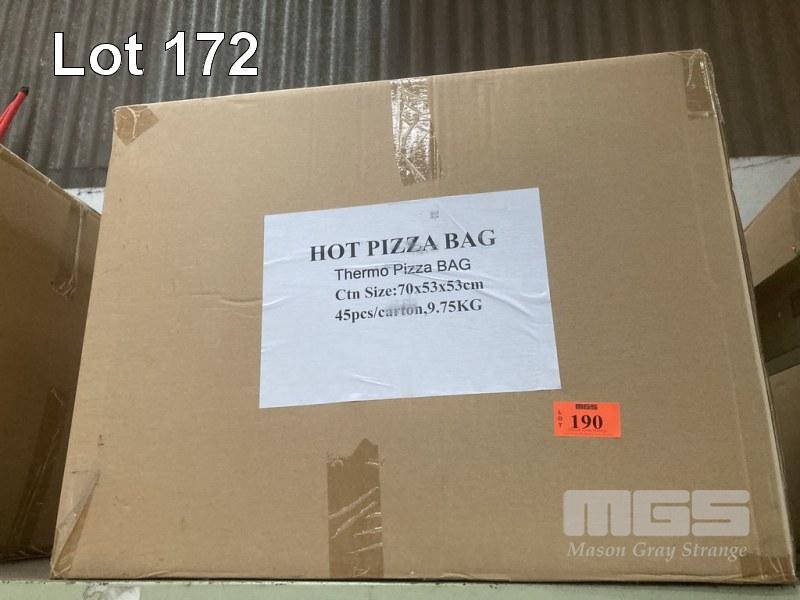 Lot 172
HOT PIZZA BAG
Thermo Pizza BAG
Ctn Size:70x53x53cm
45pcs/carton,9.75KG
MGS
LOT
190
MGS
Mason Gray Strange